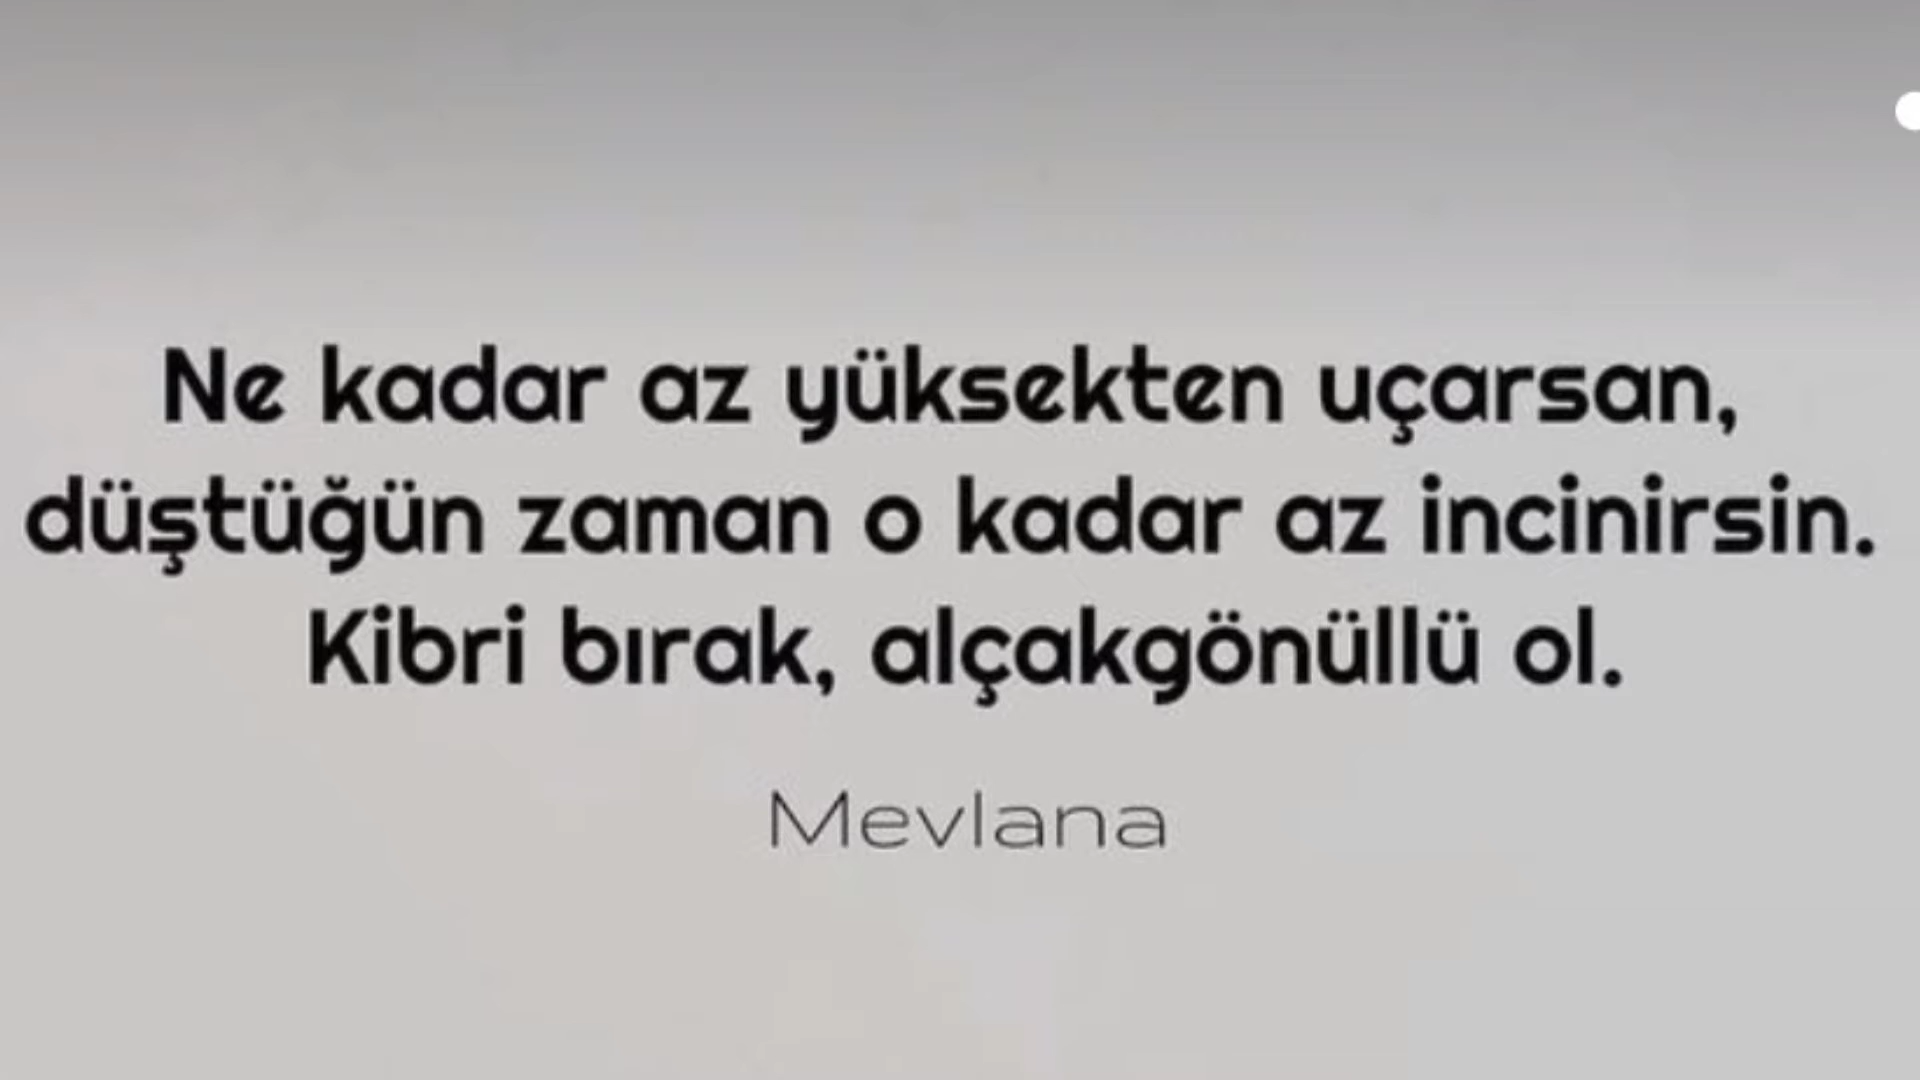 Ne kadar az yüksekten uçarsan,
düştüğün zaman o kadar az incinirsin.
Kibri bırak, alçakgönüllü ol.
Mevlana